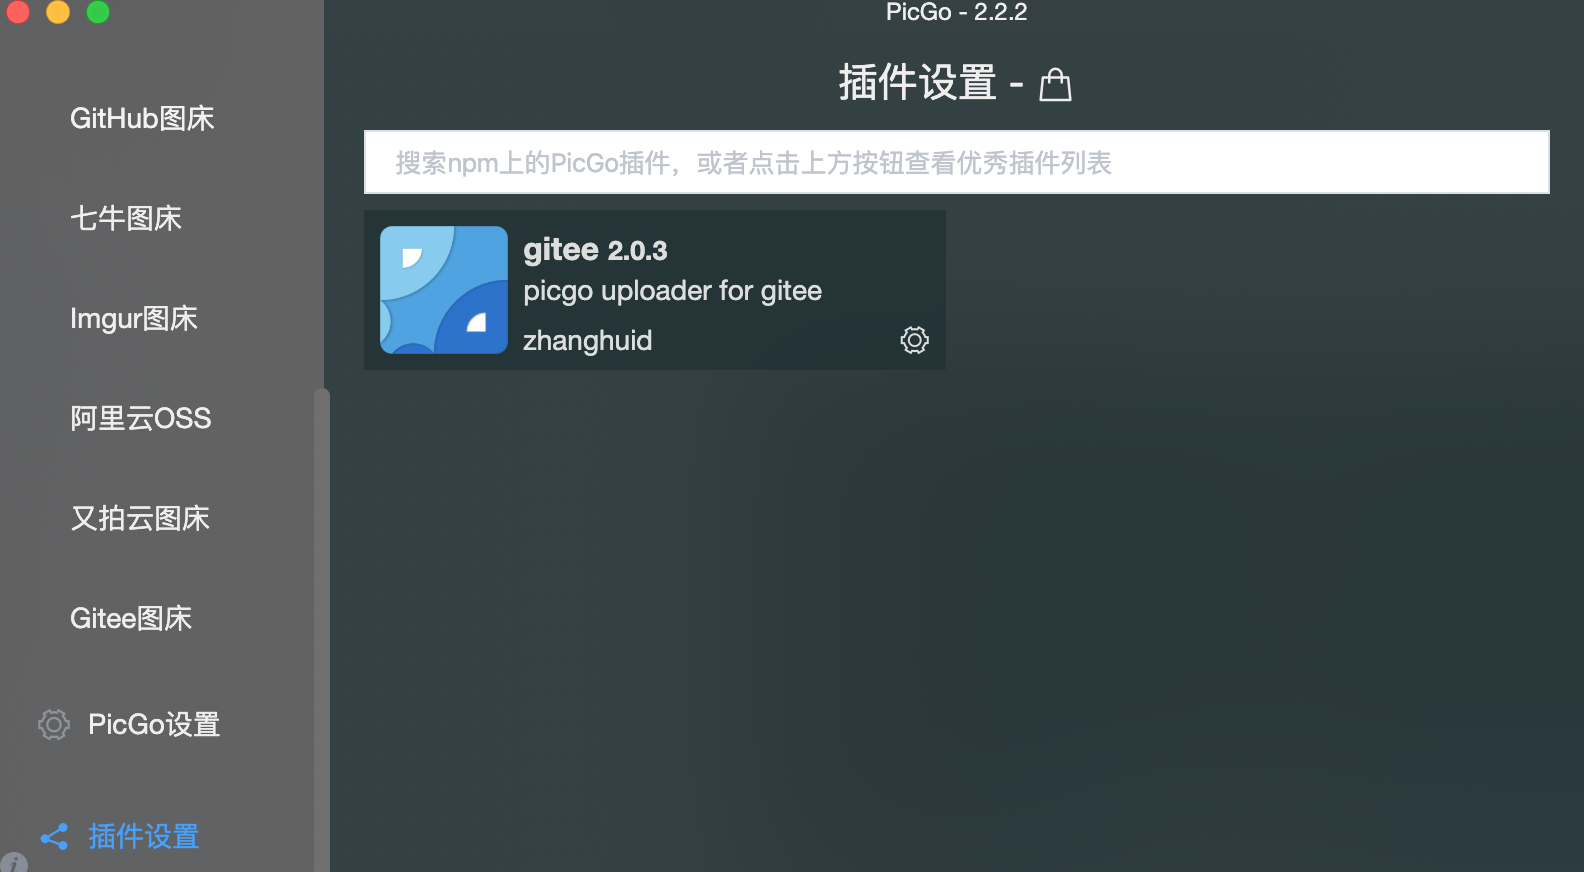 PicGo - 2.2.2
GitHub图床
七牛图床
Imgur图床
阿里云OSS
又拍云图床
Gitee图床
PicGo设置
插件设置
插件设置 -
搜索npm上的PicGo插件，或者点击上方按钮查看优秀插件列表
gitee 2.0.3
picgo uploader for gitee
zhanghuid